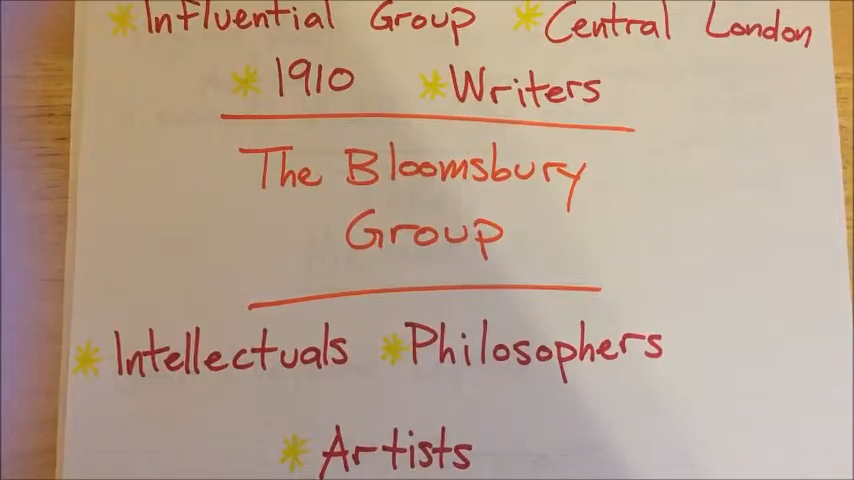 * Influential Group * Central London
* 1910 * Writers
The Bloomsbury
Group
* Intellectuals * Philosophers
* Artists